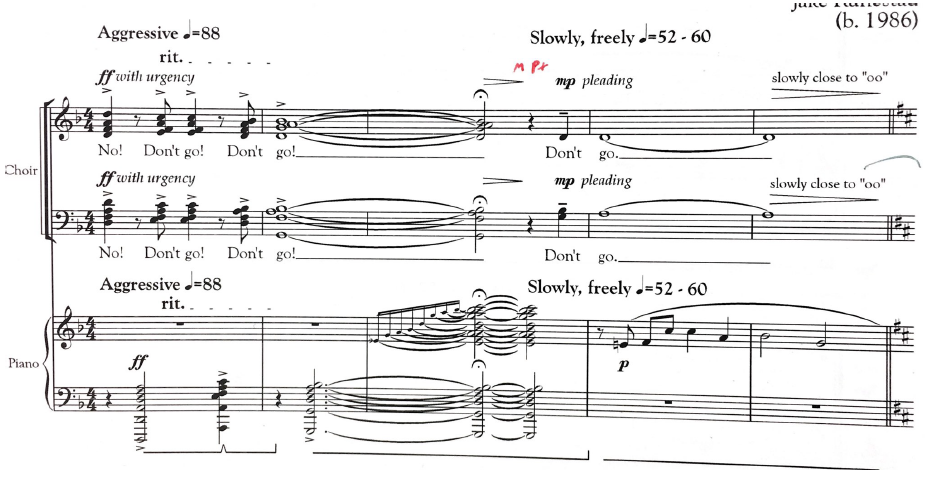 (b. 1986)
Aggressive ♩=88
Slowly, freely ♩=52 - 60
rit.
MPX
ff with urgency
mp pleading
slowly close to "oo"
No! Don't go! Don't go!
Don't go.
Choir
ff with urgency
mp pleading
slowly close to "oo"
No! Don't go! Don't go!
Don't go.
Aggressive ♩=88
Slowly, freely ♩=52 - 60
rit.
Piano
ff
p